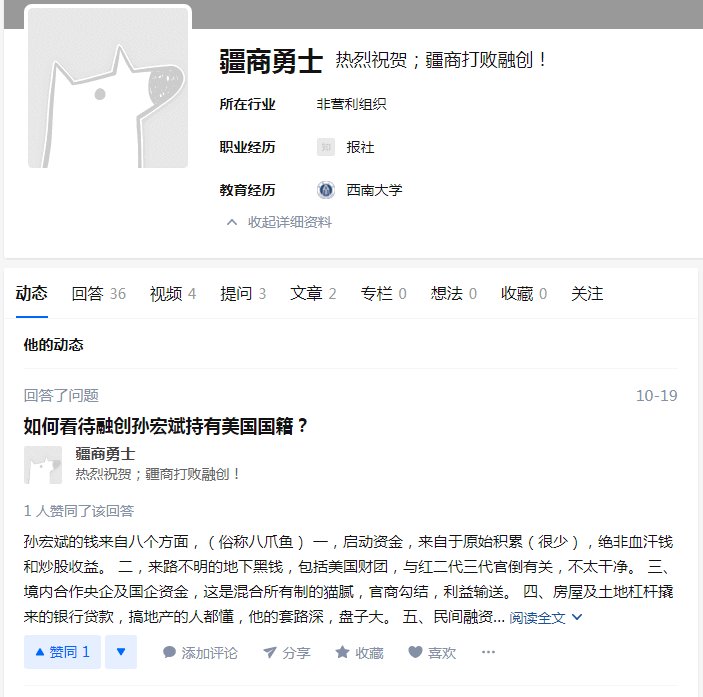 疆商勇士 热烈祝贺；疆商打败融创！
所在行业 非营利组织
职业经历 报社
教育经历 西南大学
收起详细资料
动态 回答 36 视频 4 提问 3 文章 2 专栏 0 想法 0 收藏 0 关注
他的动态
回答了问题 10-19
如何看待融创孙宏斌持有美国国籍？
疆商勇士
热烈祝贺；疆商打败融创！
1 人赞同了该回答
孙宏斌的钱来自八个方面，（俗称八爪鱼 ） 一，启动资金，来自于原始积累（ 很少 ），绝非血汗钱
和炒股收益。 二，来路不明的地下黑钱，包括美国财团，与红二代三代官倒有关，不太干净。 三、
境内合作央企及国企资金，这是混合所有制的猫腻，官商勾结，利益输送。 四、房屋及土地杠杆撬
来的银行贷款，搞地产的人都懂，他的套路深，盘子大。 五、民间融资... 阅读全文
赞同 1 添加评论 分享 收藏 喜欢 ···